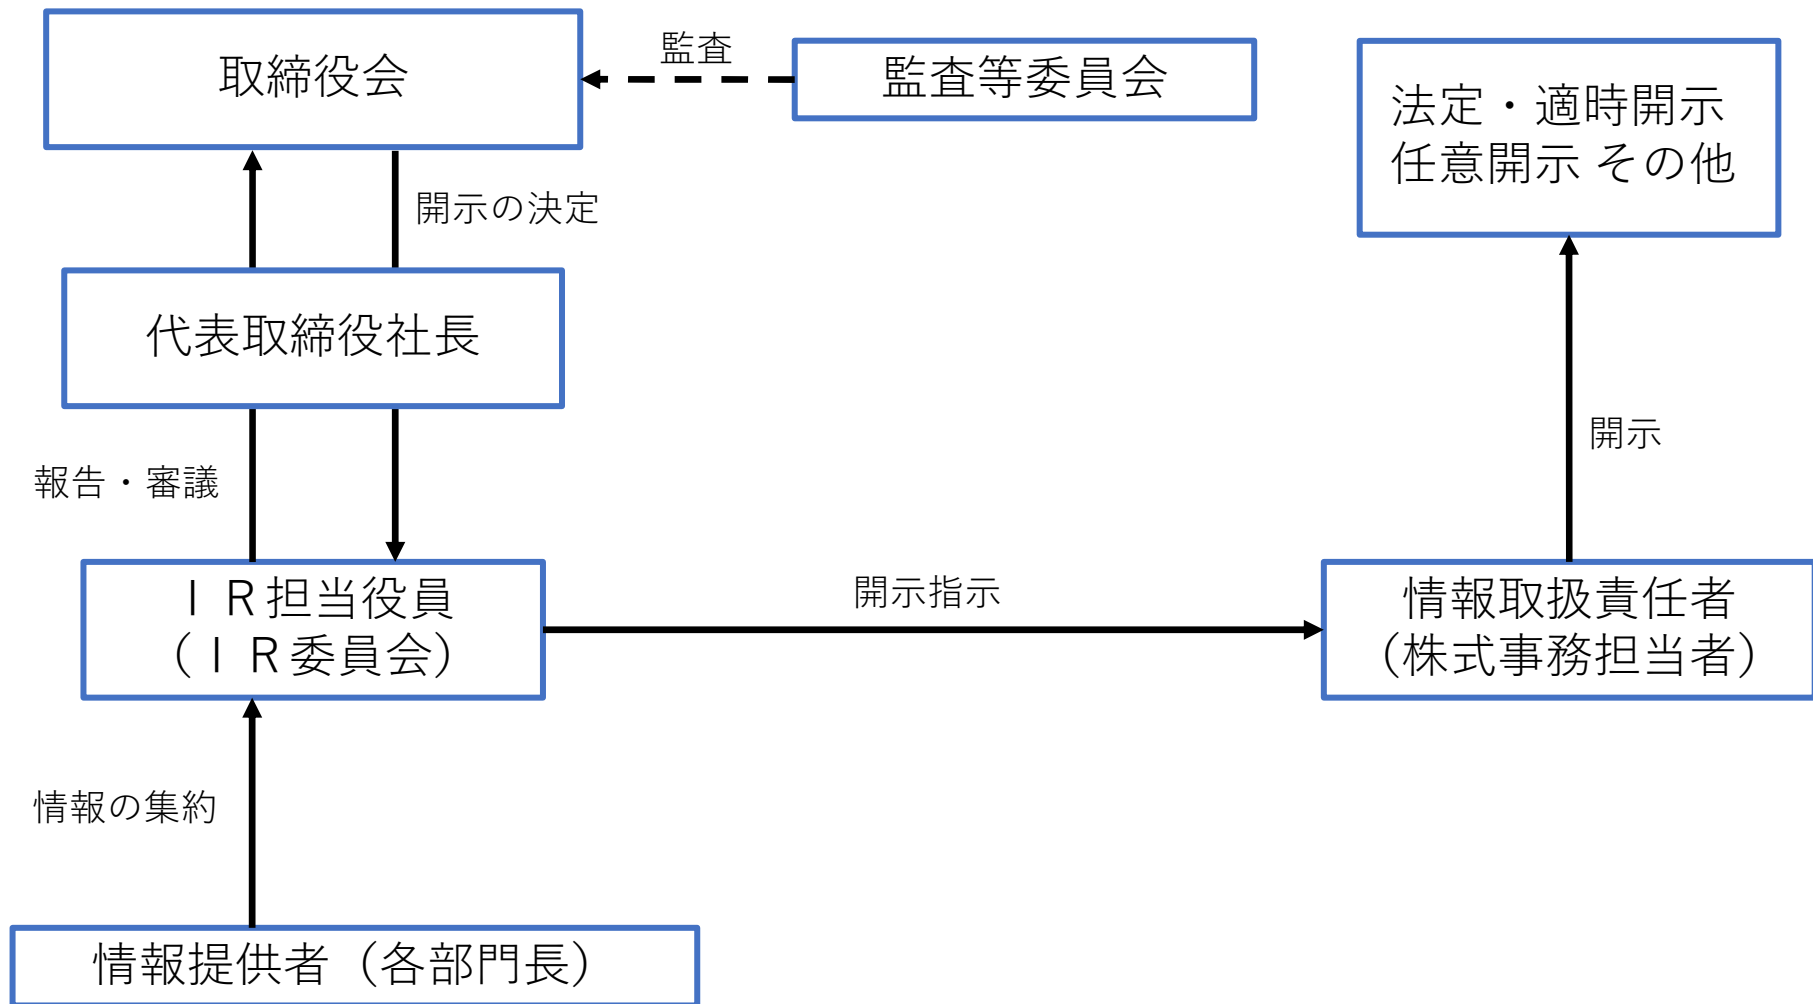 取締役会
監査
監査等委員会
法定・適時開示
任意開示 その他
開示の決定
代表取締役社長
報告・審議
開示
ＩＲ担当役員
（ＩＲ委員会）
開示指示
情報取扱責任者
（株式事務担当者）
情報の集約
情報提供者（各部門長）